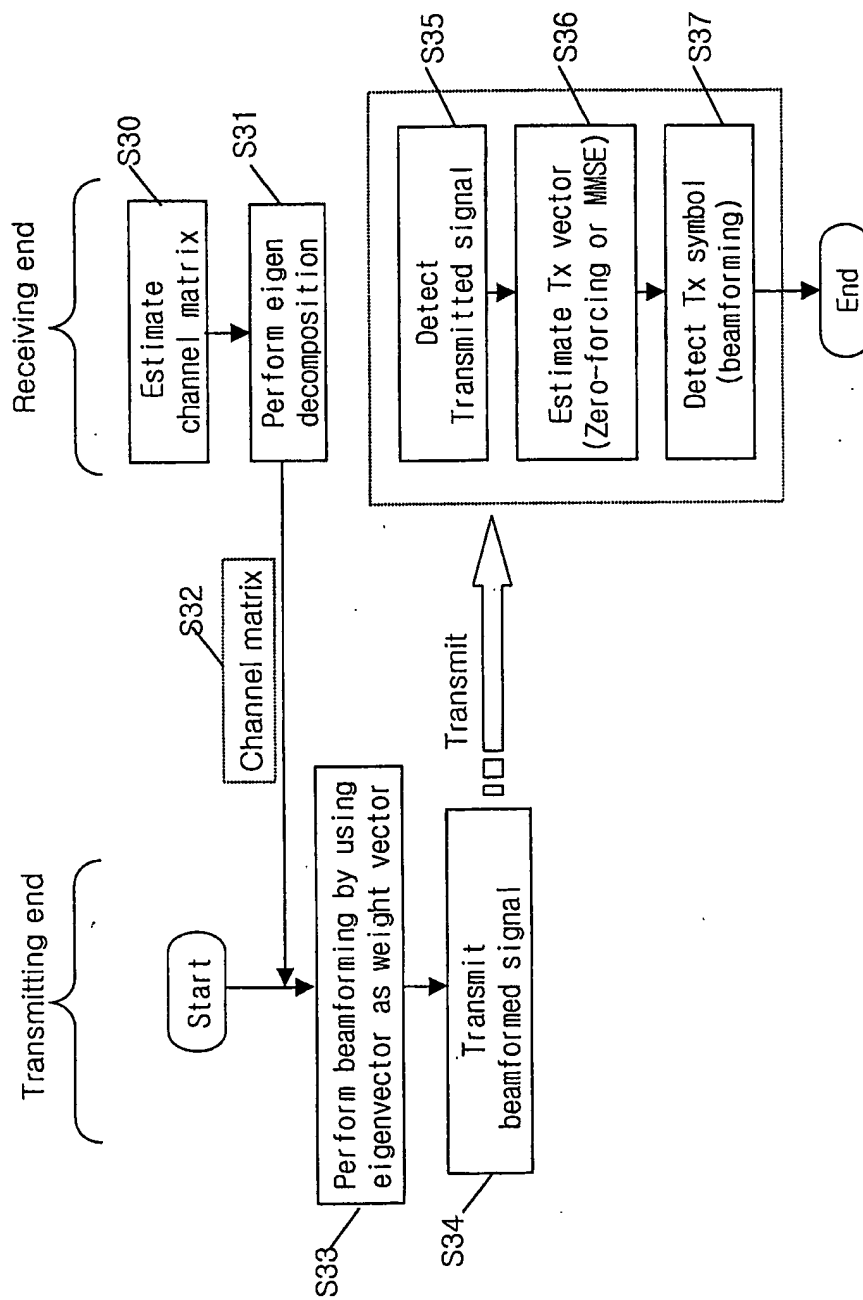 Transmitting end
Receiving end
Start
S30
Estimate
channel matrix
S31
Perform eigen
decomposition
S32
Channel matrix
S33
Perform beamforming by using
eigenvector as weight vector
S34
Transmit
beamformed signal
Transmit
S35
Detect
Transmitted signal
S36
Estimate Tx vector
(Zero-forcing or MMSE)
S37
Detect Tx symbol
(beamforming)
End